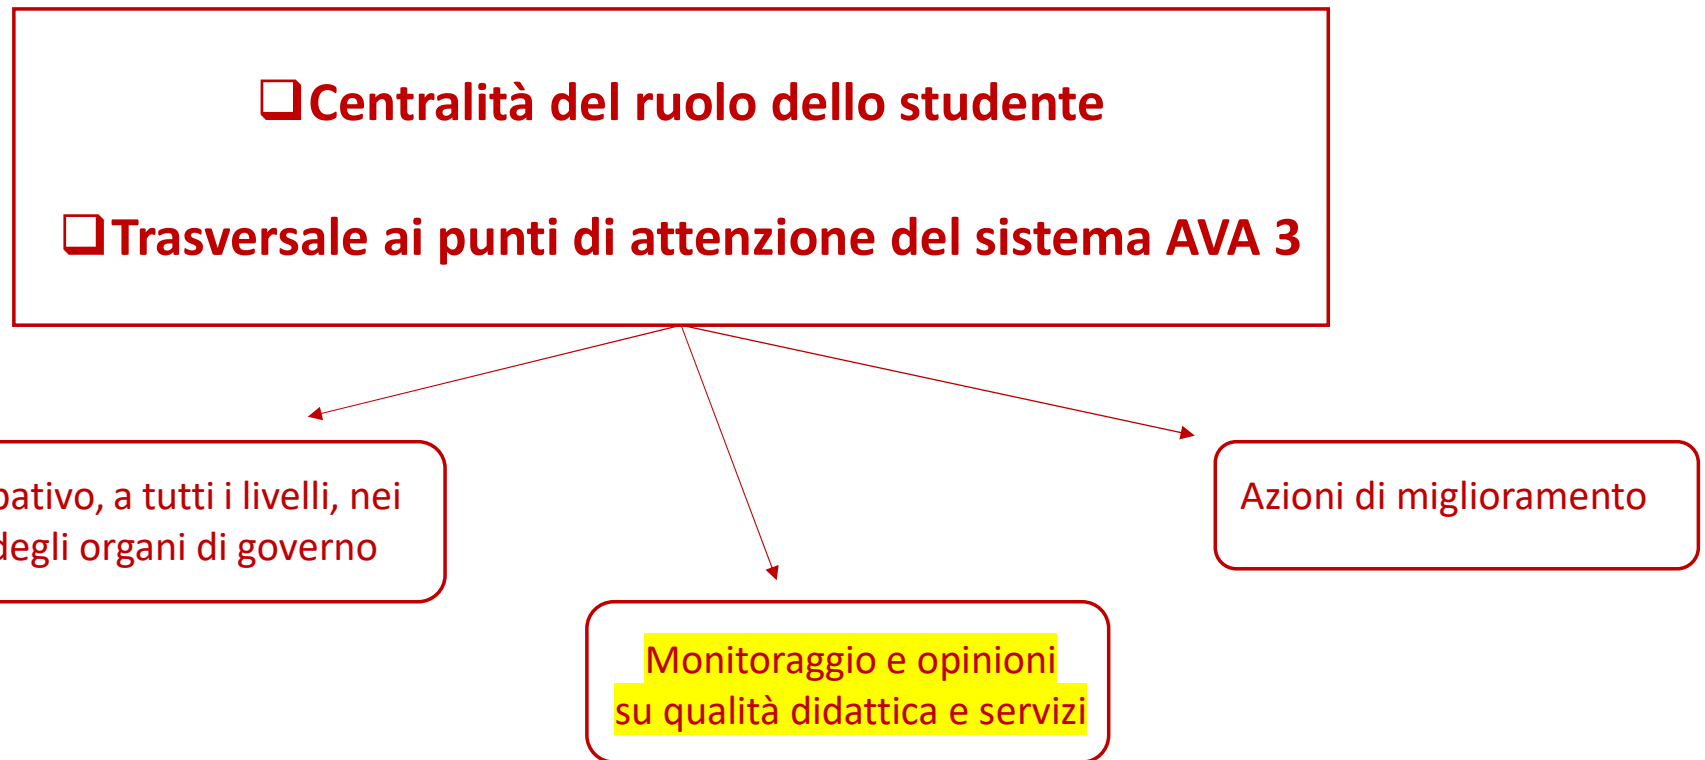 ❑Centralità del ruolo dello studente
❑Trasversale ai punti di attenzione del sistema AVA 3
a tutti i livelli, nei
degli organi di governo
Azioni di miglioramento
Monitoraggio e opinioni
su qualità didattica e servizi